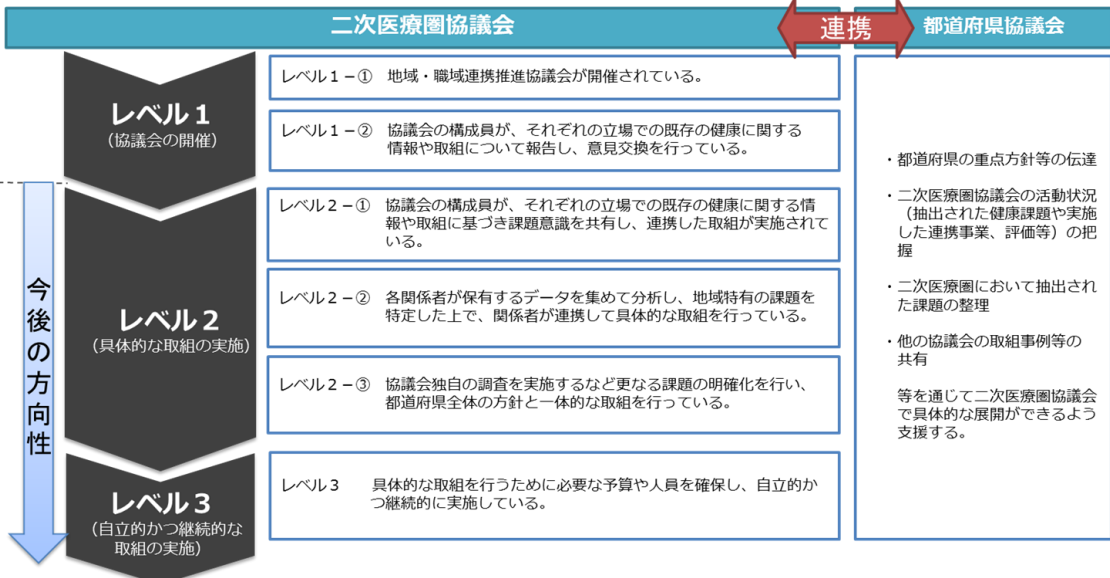 二次医療圏協議会
連携
都道府県協議会
レベル1
（協議会の開催）
レベル1－① 地域・職域連携推進協議会が開催されている。
レベル1－② 協議会の構成員が、それぞれの立場での既存の健康に関する
情報や取組について報告し、意見交換を行っている。
今後の方向性
レベル2
（具体的な取組の実施）
レベル2－① 協議会の構成員が、それぞれの立場での既存の健康に関する情
報や取組に基づき課題意識を共有し、連携した取組が実施されて
いる。
レベル2－② 各関係者が保有するデータを集めて分析し、地域特有の課題を
特定した上で、関係者が連携して具体的な取組を行っている。
レベル2－③ 協議会独自の調査を実施するなど更なる課題の明確化を行い、
都道府県全体の方針と一体的な取組を行っている。
レベル3
（自立的かつ継続的な
取組の実施）
レベル3 具体的な取組を行うために必要な予算や人員を確保し、自立的か
つ継続的に実施している。
・都道府県の重点方針等の伝達
・二次医療圏協議会の活動状況
（抽出された健康課題や実施
した連携事業、評価等）の把
握
・二次医療圏において抽出され
た課題の整理
・他の協議会の取組事例等の
共有
等を通じて二次医療圏協議会
で具体的な展開ができるよう
支援する。